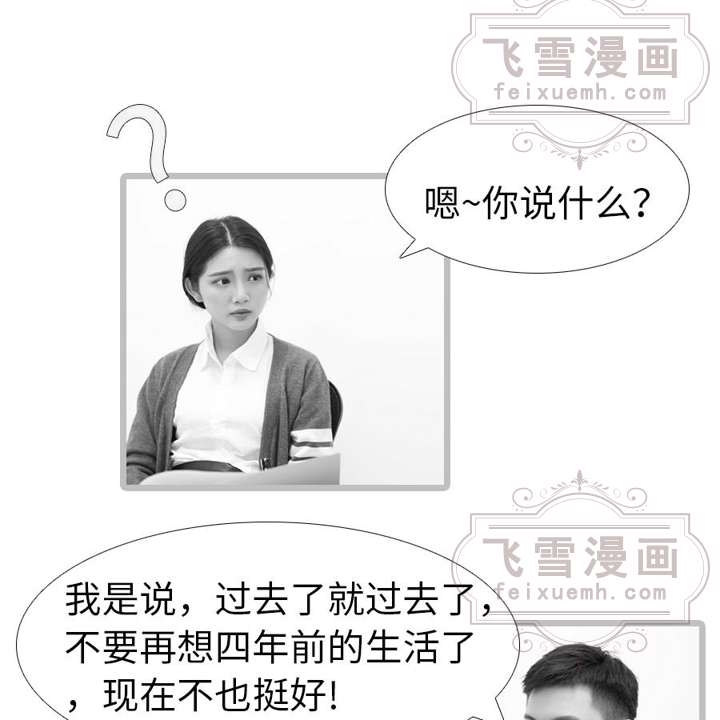 飞雪漫画
feixuemh.com
嗯~你说什么？
飞雪漫画
feixuemh.com
我是说，过去了就过去了，
不要再想四年前的生活了
，现在不也挺好!